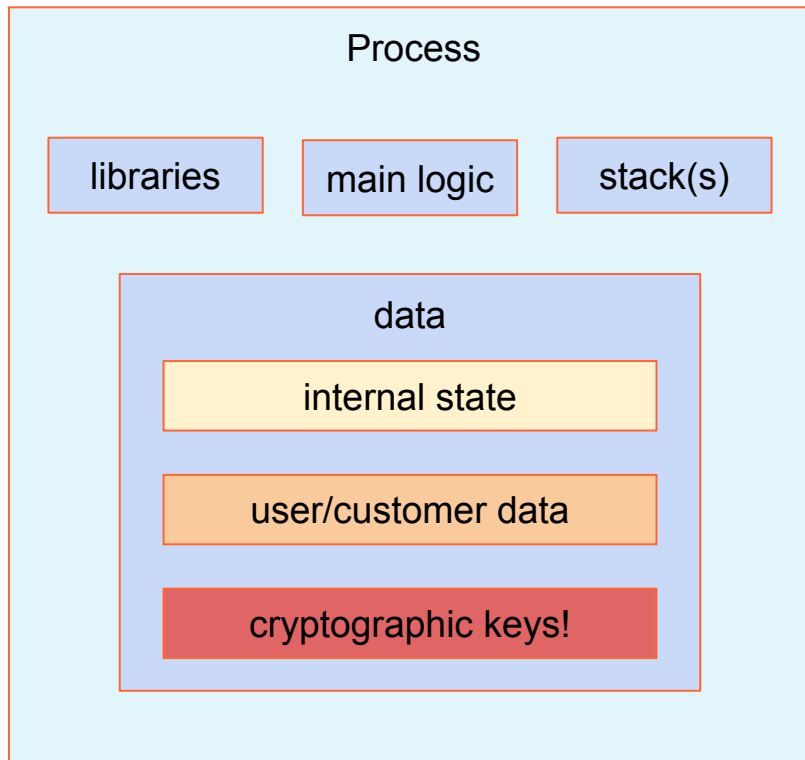 Process
libraries
main logic
stack(s)
data
internal state
user/customer data
cryptographic keys!